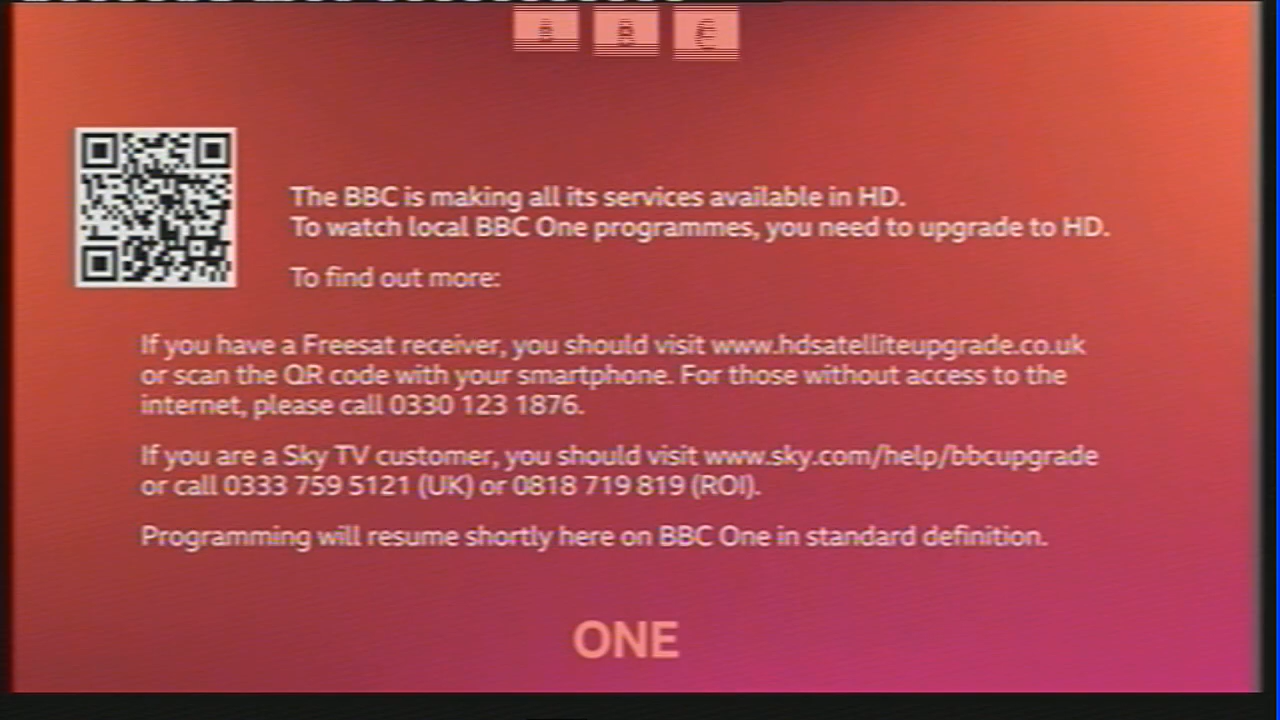 BBC
The BBC is making all its services available in HD.
To watch local BBC One programmes, you need to upgrade to HD.
To find out more:
If you have a Freesat receiver, you should visit www.hdsatelliteupgrade.co.uk
or scan the QR code with your smartphone. For those without access to the
internet, please call 0330 123 1876.
If you are a Sky TV customer, you should visit www.sky.com/help/bbcupgrade
or call 0333 759 5121 (UK) or 0818 719 819 (ROI).
Programming will resume shortly here on BBC One in standard definition.
ONE